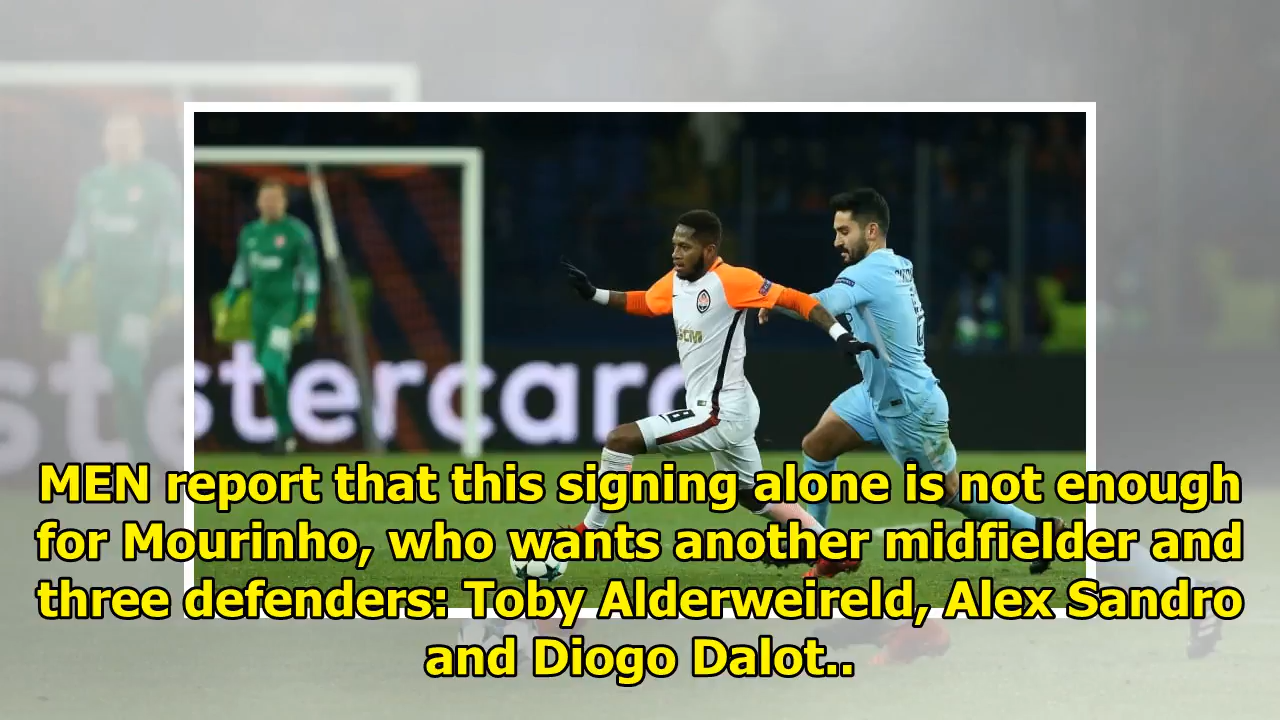 stercard
MEN report that this signing alone is not enough
for Mourinho, who wants another midfielder and
three defenders: Toby Alderweireld, Alex Sandro
and Diogo Dalot..